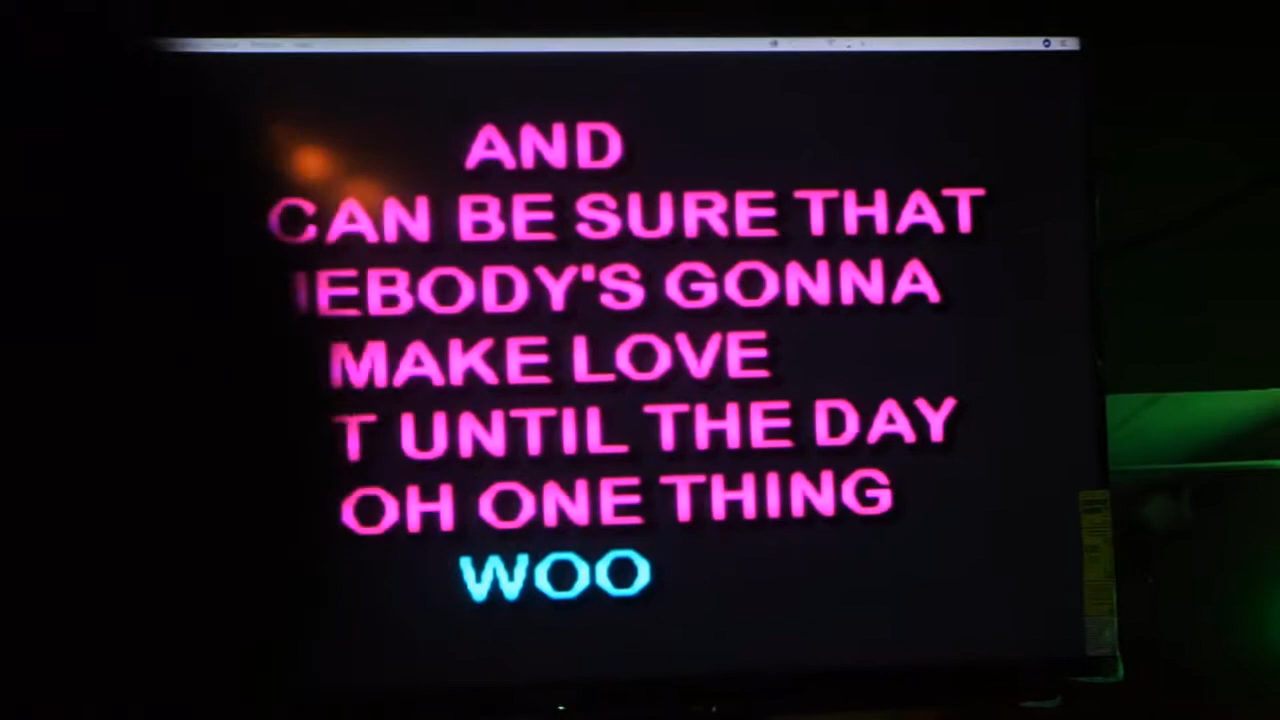 AND
CAN BE SURE THAT
EBODY'S GONNA
MAKE LOVE
T UNTIL THE DAY
OH ONE THING
WOO